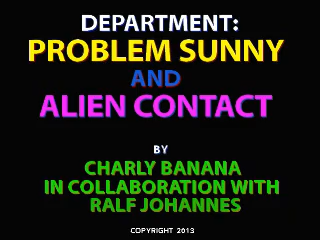 DEPARTMENT:
PROBLEM SUNNY
AND
ALIEN CONTACT
BY
CHARLY BANANA
IN COLLABORATION WITH
RALF JOHANNES
COPYRIGHT 2013